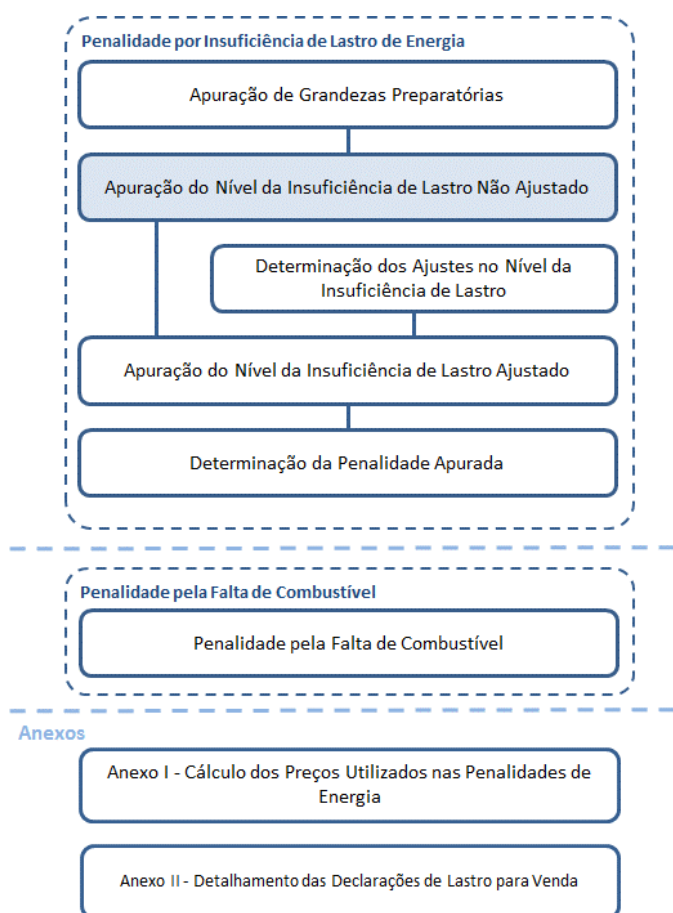 Penalidade por Insuficiência de Lastro de Energia
Apuração de Grandezas Preparatórias
Apuração do Nível da Insuficiência de Lastro Não Ajustado
Determinação dos Ajustes no Nível da
Insuficiência de Lastro
Apuração do Nível da Insuficiência de Lastro Ajustado
Determinação da Penalidade Apurada
Penalidade pela Falta de Combustível
Penalidade pela Falta de Combustível
Anexos
Anexo I - Cálculo dos Preços Utilizados nas Penalidades de
Energia
Anexo II - Detalhamento das Declarações de Lastro para Venda